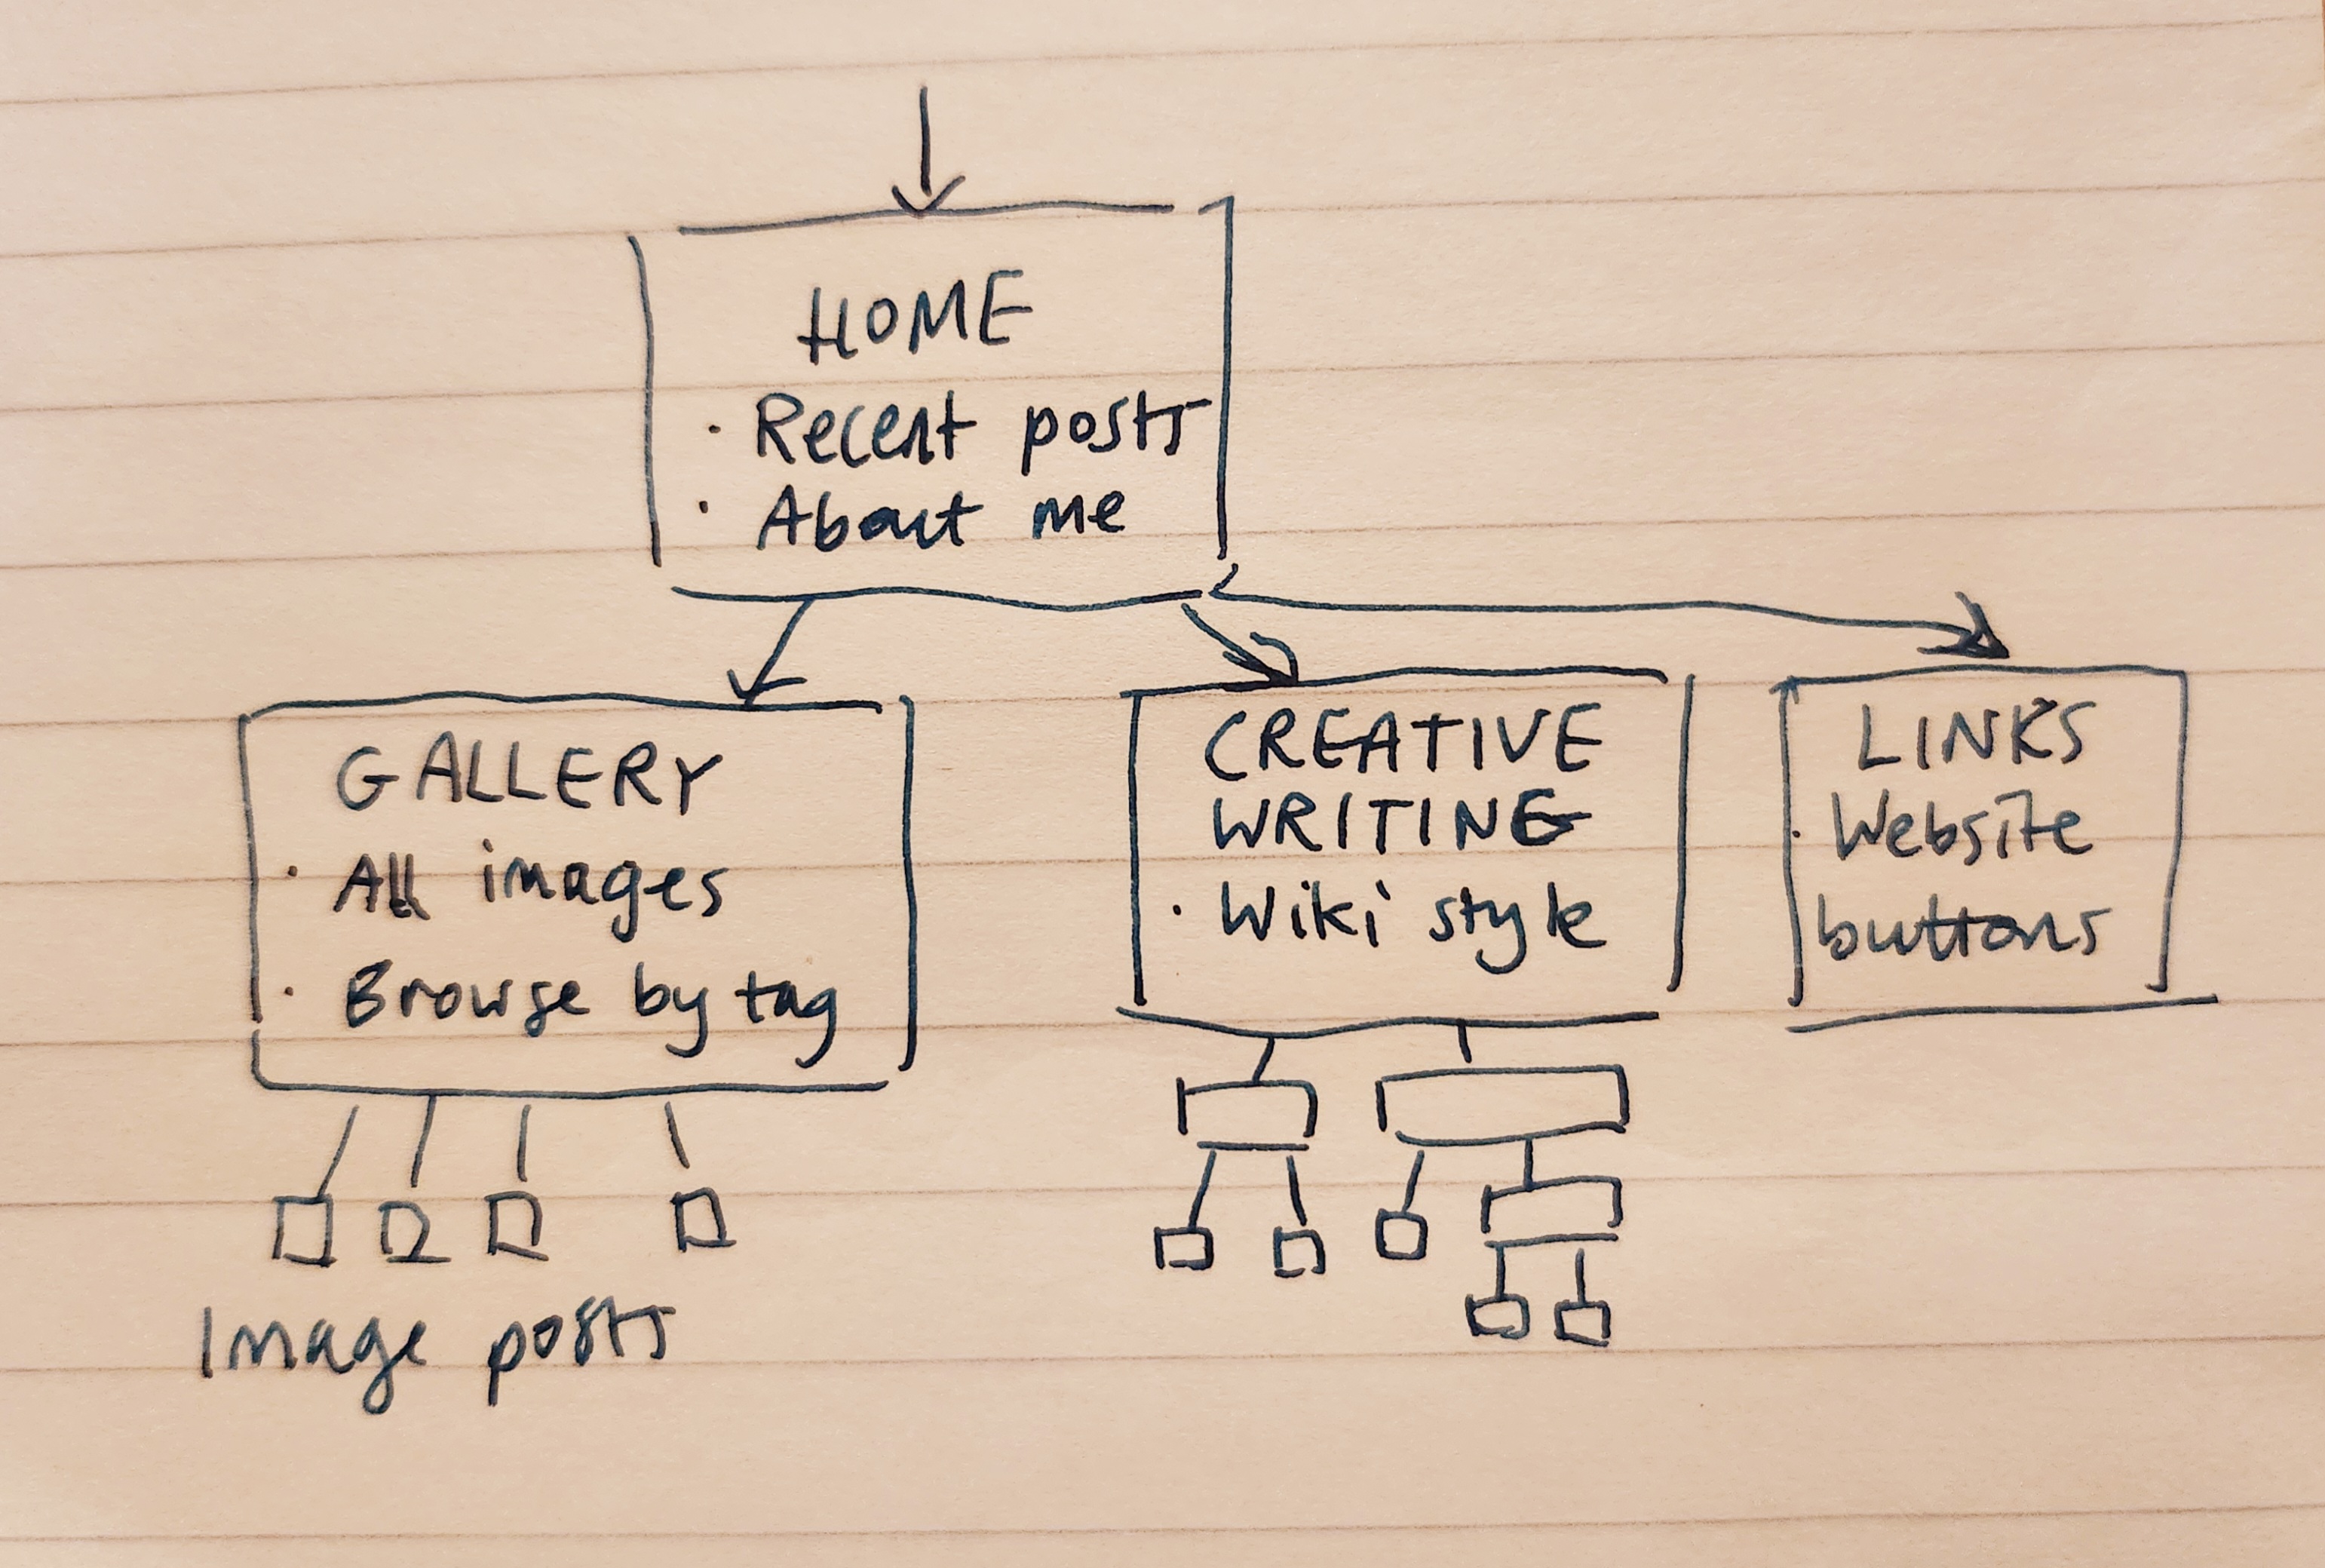 HOME
· Recent posts
· About me
GALLERY
· All images
· Browse by tag
Image posts
CREATIVE
WRITING
· Wiki style
LINKS
· Website
buttons